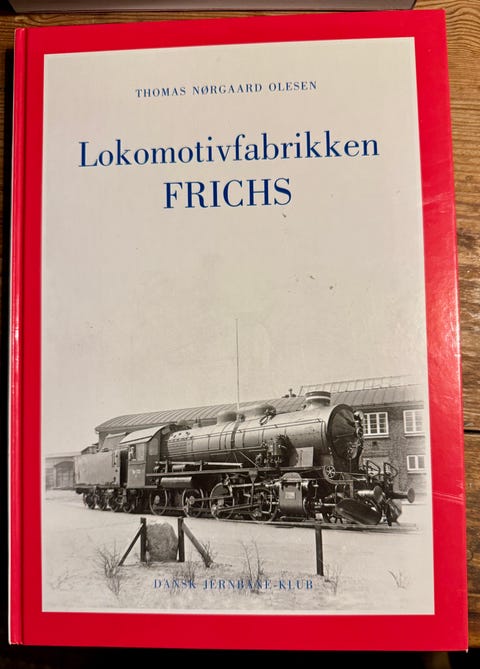 THOMAS NØRGAARD OLESEN
Lokomotivfabrikken
FRICHS
DANSK JERNBANE-KLUB